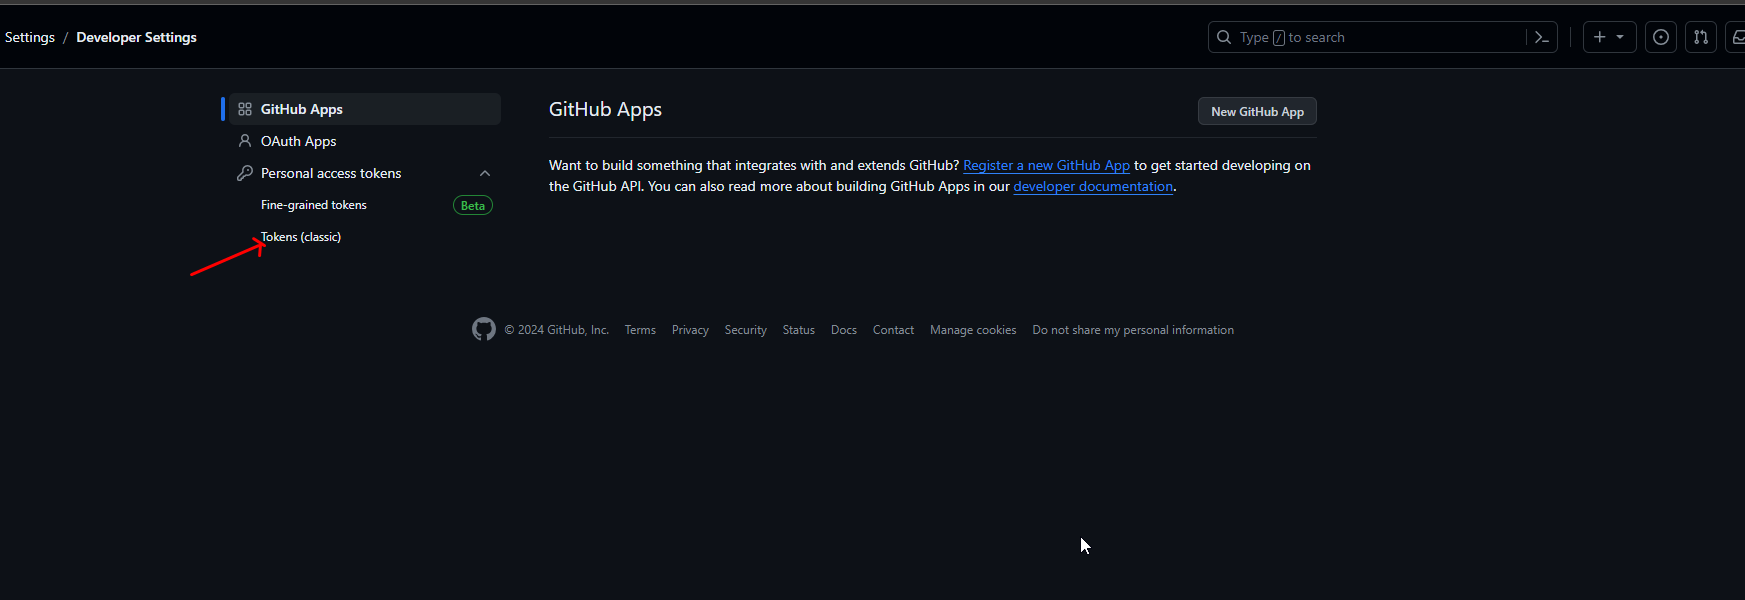 Settings / Developer Settings
Type / to search
GitHub Apps
OAuth Apps
Personal access tokens
Fine-grained tokens Beta
Tokens (classic)
GitHub Apps
New GitHub App
Want to build something that integrates with and extends GitHub? Register a new GitHub App to get started developing on
the GitHub API. You can also read more about building GitHub Apps in our developer documentation.
© 2024 GitHub, Inc. Terms Privacy Security Status Docs Contact Manage cookies Do not share my personal information